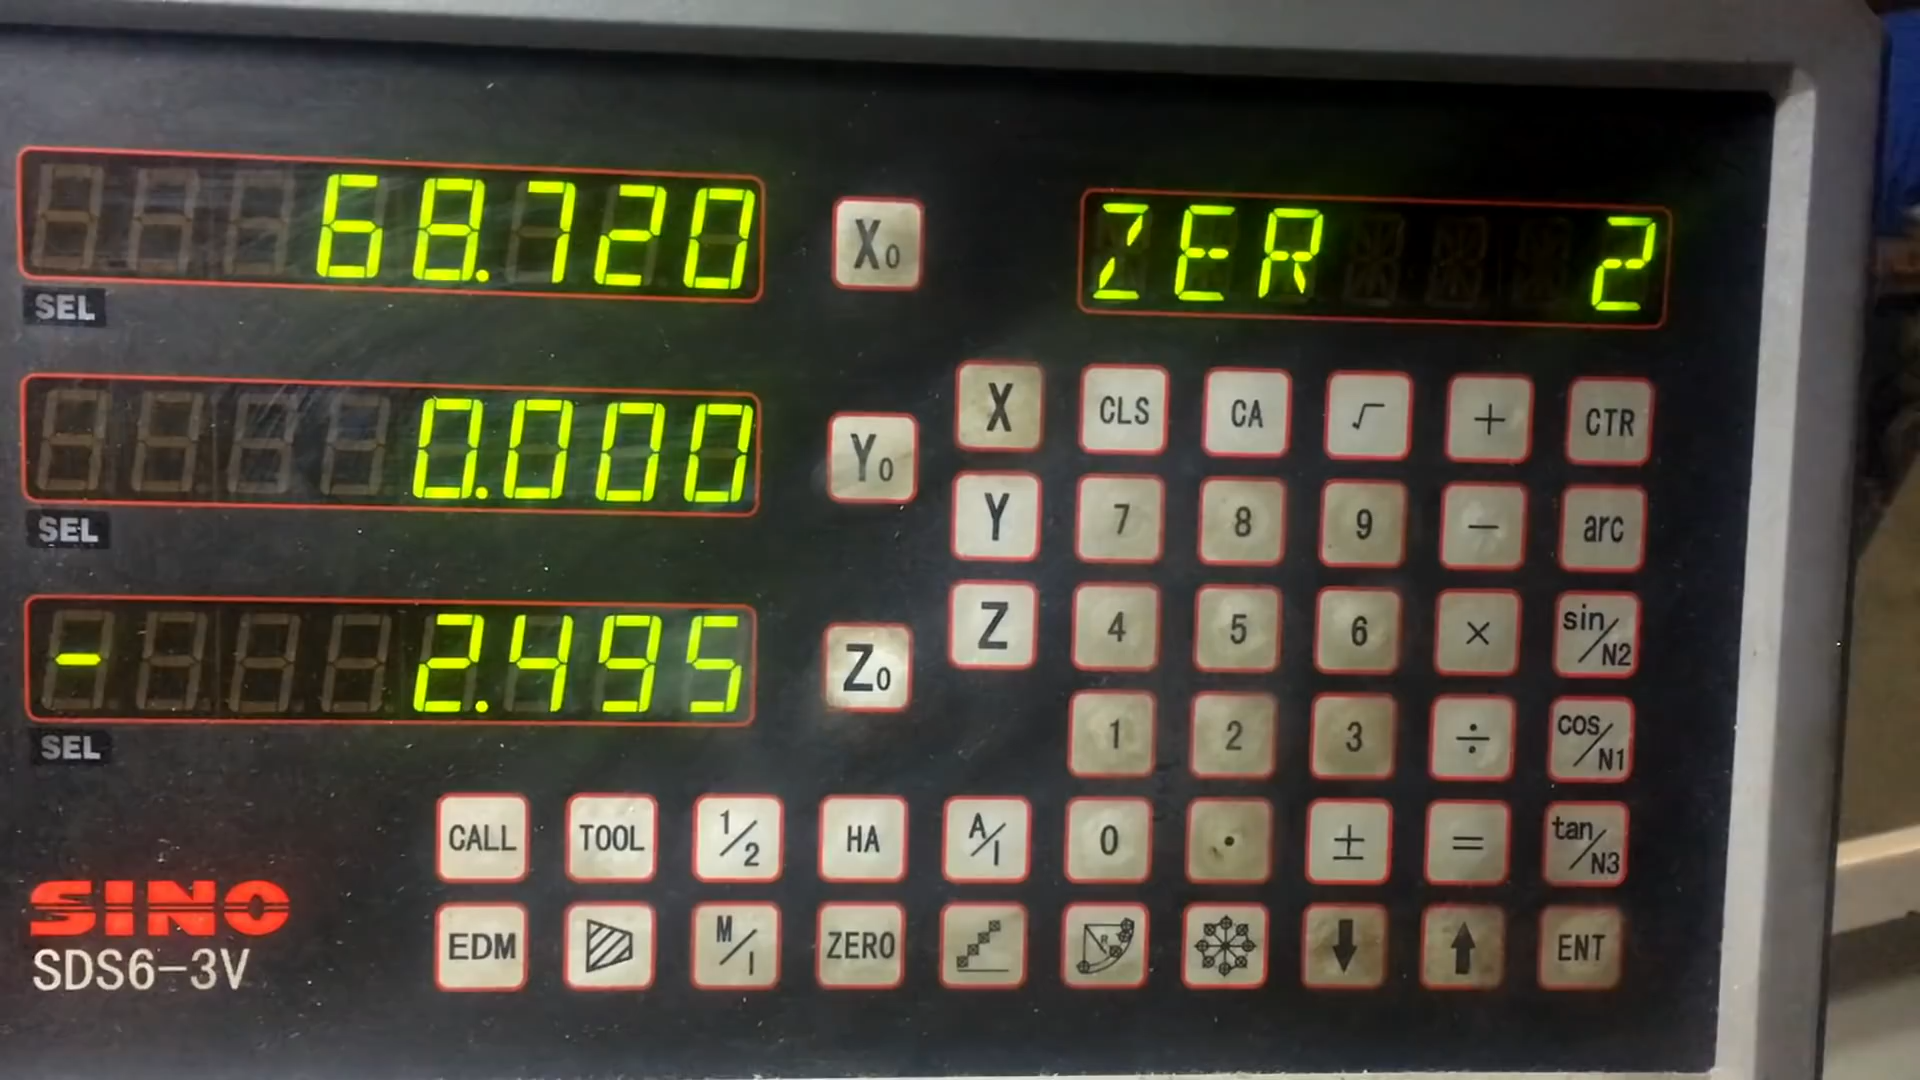 68.720 X₀ ZER 2
SEL
0.000 Y₀
SEL
- 2.495 Z₀
SEL
X CLS CA √ + CTR
Y 7 8 9 − arc
Z 4 5 6 × sin/N2
1 2 3 ÷ cos/N1
CALL TOOL 1/2 HA A/I 0 . ± = tan/N3
EDM M/I ZERO R ↓ ↑ ENT
SINO
SDS6-3V